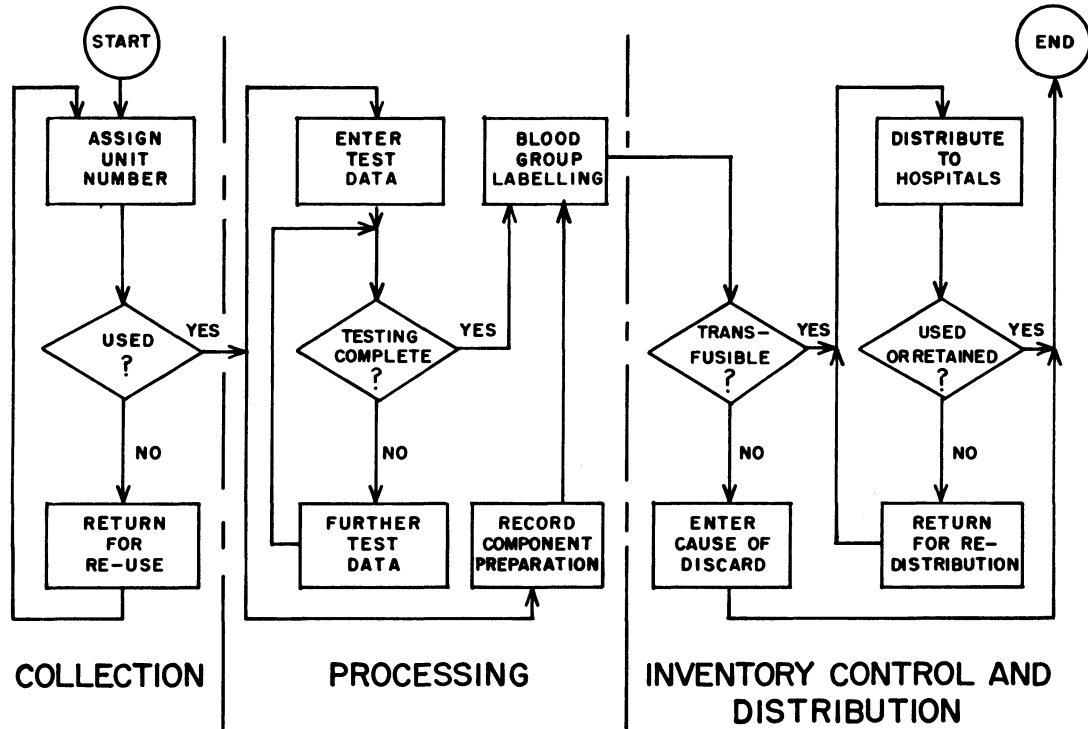 START
ASSIGN
UNIT
NUMBER
USED
?
YES
NO
RETURN
FOR
RE-USE
COLLECTION
ENTER
TEST
DATA
TESTING
COMPLETE
?
YES
NO
FURTHER
TEST
DATA
BLOOD
GROUP
LABELLING
RECORD
COMPONENT
PREPARATION
PROCESSING
TRANS-
FUSIBLE
?
YES
NO
ENTER
CAUSE OF
DISCARD
END
DISTRIBUTE
TO
HOSPITALS
USED
OR RETAINED
?
YES
NO
RETURN
FOR RE-
DISTRIBUTION
INVENTORY CONTROL AND
DISTRIBUTION